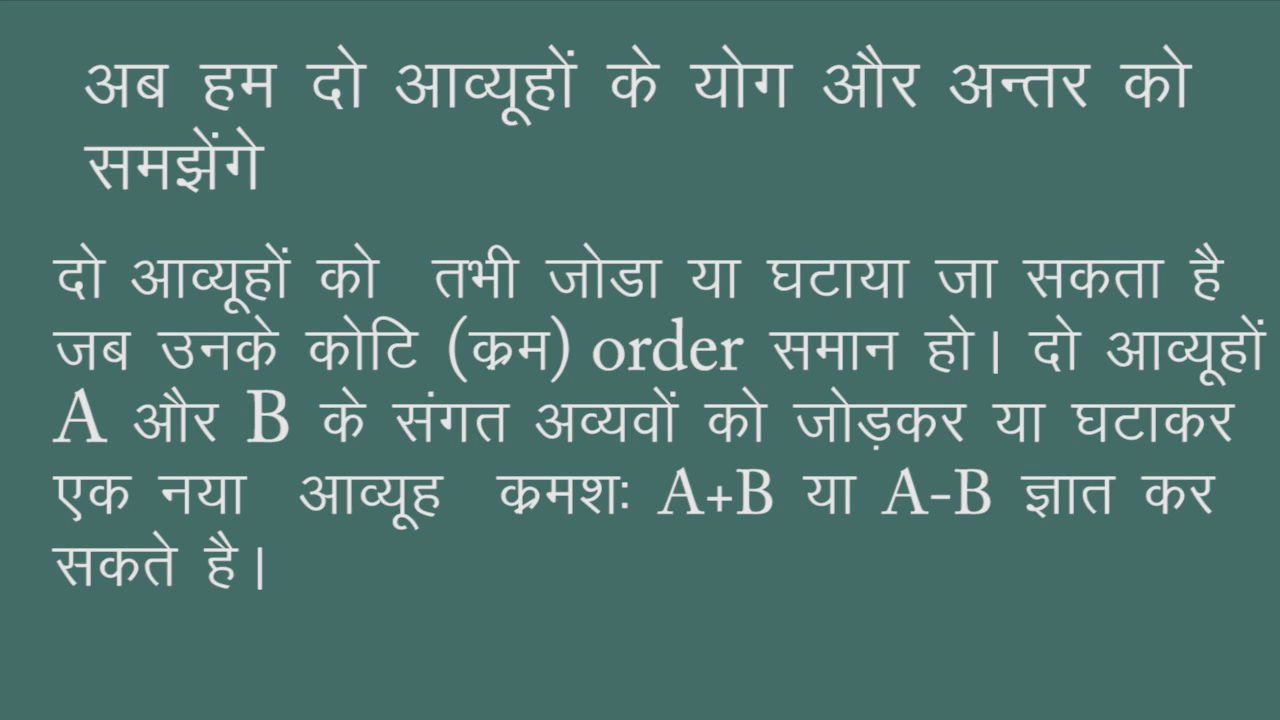 अब हम दो आव्यूहों के योग और अन्तर को
समझेंगे
दो आव्यूहों को तभी जोडा या घटाया जा सकता है
जब उनके कोटि (क्रम) order समान हो। दो आव्यूहों
A और B के संगत अव्यवों को जोड़कर या घटाकर
एक नया आव्यूह क्रमशः A+B या A-B ज्ञात कर
सकते है।